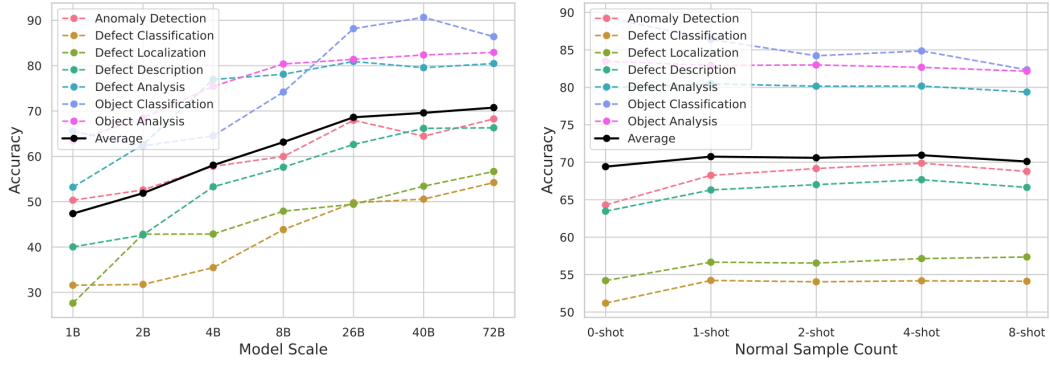 90
80
70
60
50
40
30
Accuracy
Anomaly Detection
Defect Classification
Defect Localization
Defect Description
Defect Analysis
Object Classification
Object Analysis
Average
1B
2B
4B
8B
26B
40B
72B
Model Scale
90
85
80
75
70
65
60
55
50
Accuracy
Anomaly Detection
Defect Classification
Defect Localization
Defect Description
Defect Analysis
Object Classification
Object Analysis
Average
0-shot
1-shot
2-shot
4-shot
8-shot
Normal Sample Count